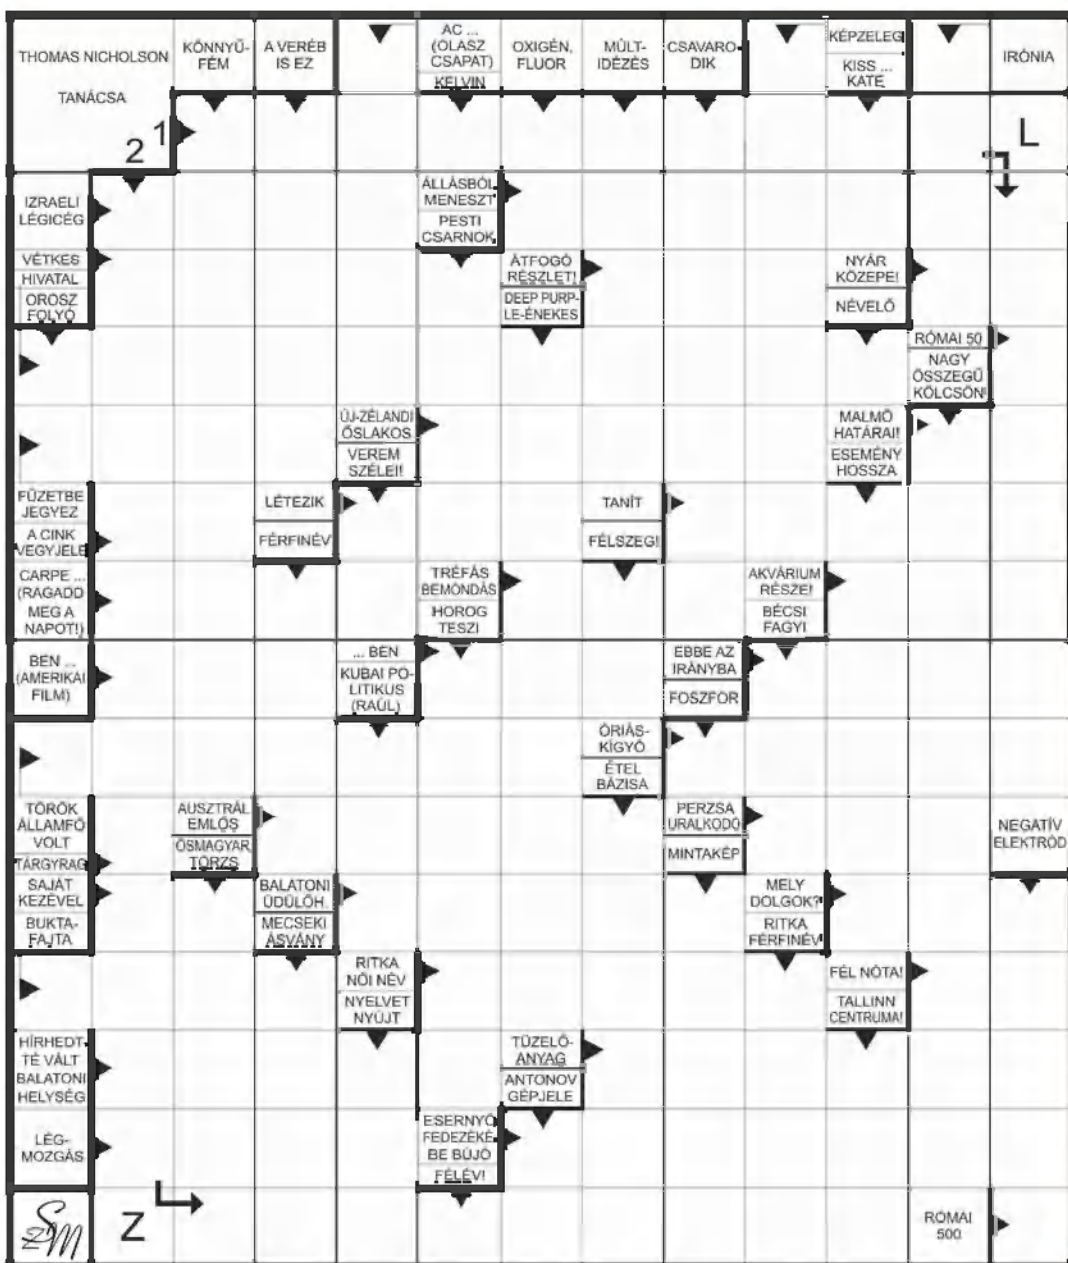 THOMAS NICHOLSON
TANÁCSA
1
2
KÖNNYŰ-
FÉM
A VERÉB
IS EZ
AC ...
(OLASZ
CSAPAT)
KELVIN
OXIGÉN,
FLUOR
MÚLT-
IDÉZÉS
CSAVARO-
DIK
KÉPZELEG
KISS ...
KATE
IRÓNIA
L
IZRAELI
LÉGICÉG
ÁLLÁSBÓL
MENESZT
PESTI
CSARNOK
VÉTKES
HIVATAL
OROSZ
FOLYÓ
ÁTFOGÓ
RÉSZLET!
DEEP PURP-
LE-ÉNEKES
NYÁR
KÖZEPE!
NÉVELŐ
RÓMAI 50
NAGY
ÖSSZEGŰ
KÖLCSÖN!
ÚJ-ZÉLANDI
ŐSLAKOS
VEREM
SZÉLEI!
MALMÖ
HATÁRAI!
ESEMÉNY
HOSSZA
FÜZETBE
JEGYEZ
A CINK
VEGYJELE
LÉTEZIK
FÉRFINÉV
TANÍT
FÉLSZEG!
CARPE ...
(RAGADD
MEG A
NAPOT!)
TRÉFÁS
BEMONDÁS
HOROG
TESZI
AKVÁRIUM
RÉSZE!
BÉCSI
FAGYI
BEN ...
(AMERIKAI
FILM)
... BEN
KUBAI PO-
LITIKUS
(RAÚL)
EBBE AZ
IRÁNYBA
FOSZFOR
ÓRIÁS-
KÍGYÓ
ÉTEL
BÁZISA
TÖRÖK
ÁLLAMFŐ
VOLT
TÁRGYRAG
AUSZTRÁL
EMLŐS
ŐSMAGYAR
TÖRZS
PERZSA
URALKODÓ
MINTAKÉP
NEGATÍV
ELEKTRÓD
SAJÁT
KEZÉVEL
BUKTA-
FAJTA
BALATONI
ÜDÜLŐH.
MECSEKI
ÁSVÁNY
MELY
DOLGOK?
RITKA
FÉRFINÉV
RITKA
NŐI NÉV
NYELVET
NYÚJT
FÉL NÓTA!
TALLINN
CENTRUMA!
HÍRHEDT-
TÉ VÁLT
BALATONI
HELYSÉG
TÜZELŐ-
ANYAG
ANTONOV
GÉPJELE
LÉG-
MOZGÁS
ESERNYŐ
FEDEZÉKÉ-
BE BÚJÓ
FÉLÉV!
ZSM
Z
RÓMAI
500